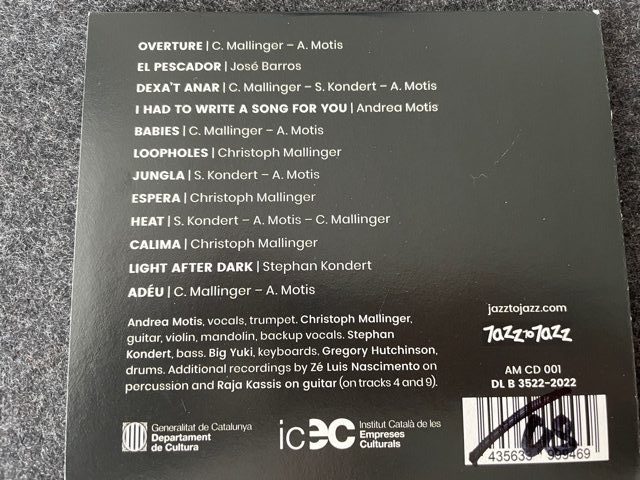 OVERTURE | C. Mallinger – A. Motis
EL PESCADOR | José Barros
DEXA'T ANAR | C. Mallinger – S. Kondert – A. Motis
I HAD TO WRITE A SONG FOR YOU | Andrea Motis
BABIES | C. Mallinger – A. Motis
LOOPHOLES | Christoph Mallinger
JUNGLA | S. Kondert – A. Motis
ESPERA | Christoph Mallinger
HEAT | S. Kondert – A. Motis – C. Mallinger
CALIMA | Christoph Mallinger
LIGHT AFTER DARK | Stephan Kondert
ADÉU | C. Mallinger – A. Motis
Andrea Motis, vocals, trumpet. Christoph Mallinger,
guitar, violin, mandolin, backup vocals. Stephan
Kondert, bass. Big Yuki, keyboards, Gregory Hutchinson,
drums. Additional recordings by Zé Luis Nascimento on
percussion and Raja Kassis on guitar (on tracks 4 and 9).
jazztojazz.com
Jazz to Jazz
AM CD 001
DL B 3522-2022
Generalitat de Catalunya
Departament
de Cultura
icec
Institut Català de les
Empreses
Culturals